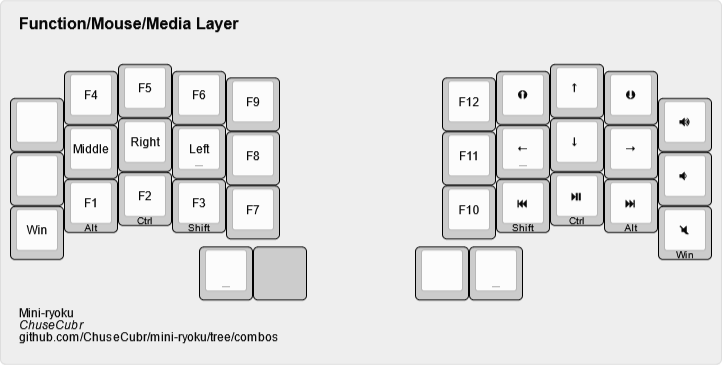 Function/Mouse/Media Layer
F4 F5 F6 F9 F12 ↑
Middle Right Left F8 F11 ← ↓ →
_ _
Win F1 F2 F3 F7 F10
Alt Ctrl Shift Shift Ctrl Alt Win
_ _
Mini-ryoku
ChuseCubr
github.com/ChuseCubr/mini-ryoku/tree/combos